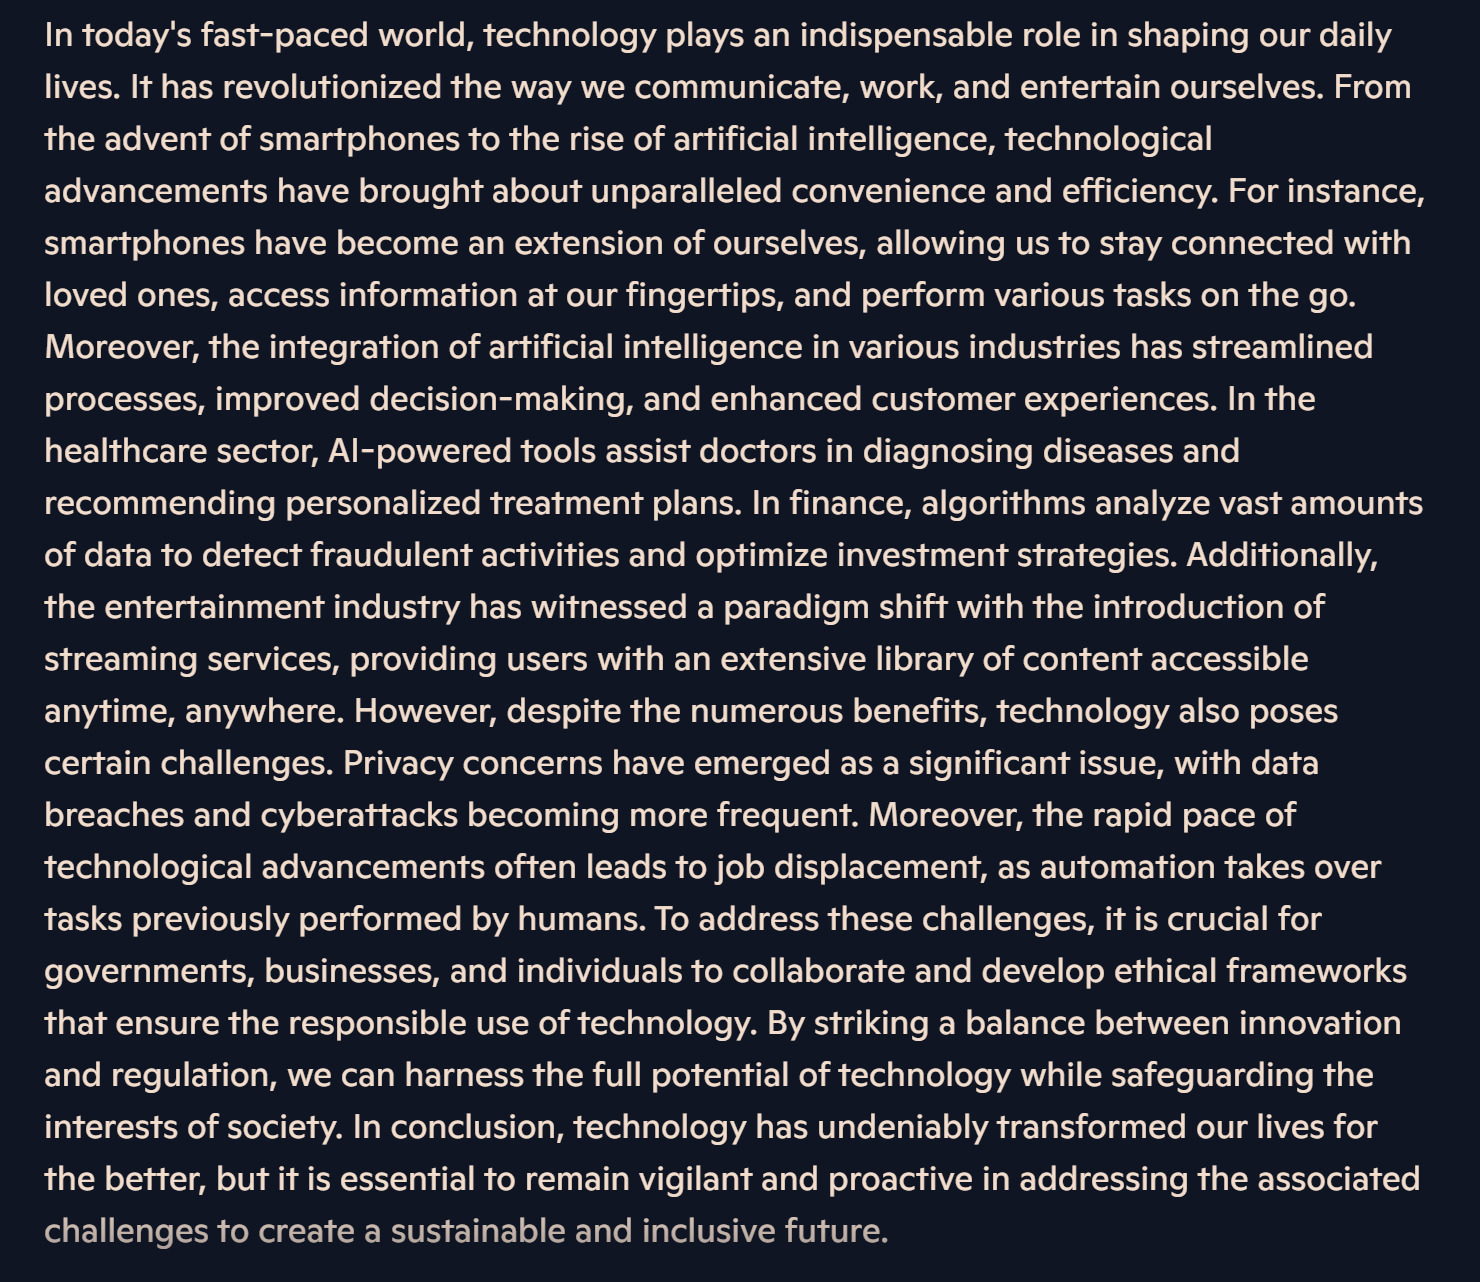 In today's fast-paced world, technology plays an indispensable role in shaping our daily
lives. It has revolutionized the way we communicate, work, and entertain ourselves. From
the advent of smartphones to the rise of artificial intelligence, technological
advancements have brought about unparalleled convenience and efficiency. For instance,
smartphones have become an extension of ourselves, allowing us to stay connected with
loved ones, access information at our fingertips, and perform various tasks on the go.
Moreover, the integration of artificial intelligence in various industries has streamlined
processes, improved decision-making, and enhanced customer experiences. In the
healthcare sector, AI-powered tools assist doctors in diagnosing diseases and
recommending personalized treatment plans. In finance, algorithms analyze vast amounts
of data to detect fraudulent activities and optimize investment strategies. Additionally,
the entertainment industry has witnessed a paradigm shift with the introduction of
streaming services, providing users with an extensive library of content accessible
anytime, anywhere. However, despite the numerous benefits, technology also poses
certain challenges. Privacy concerns have emerged as a significant issue, with data
breaches and cyberattacks becoming more frequent. Moreover, the rapid pace of
technological advancements often leads to job displacement, as automation takes over
tasks previously performed by humans. To address these challenges, it is crucial for
governments, businesses, and individuals to collaborate and develop ethical frameworks
that ensure the responsible use of technology. By striking a balance between innovation
and regulation, we can harness the full potential of technology while safeguarding the
interests of society. In conclusion, technology has undeniably transformed our lives for
the better, but it is essential to remain vigilant and proactive in addressing the associated
challenges to create a sustainable and inclusive future.